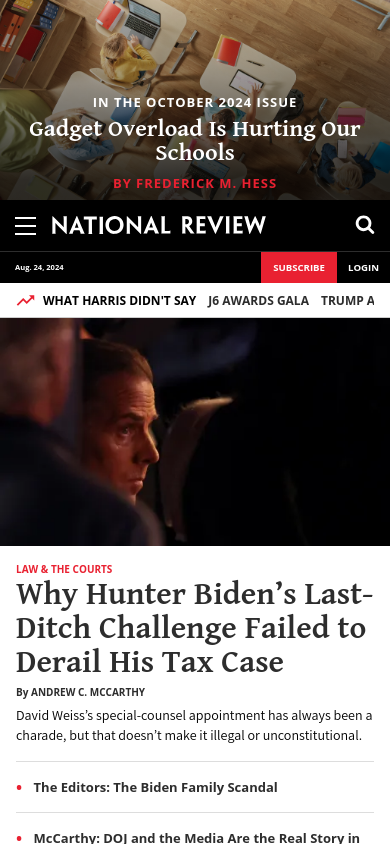 IN THE OCTOBER 2024 ISSUE
Gadget Overload Is Hurting Our
Schools
BY FREDERICK M. HESS
NATIONAL REVIEW
Aug. 24, 2024
SUBSCRIBE
LOGIN
WHAT HARRIS DIDN'T SAY J6 AWARDS GALA TRUMP A
LAW & THE COURTS
Why Hunter Biden’s Last-
Ditch Challenge Failed to
Derail His Tax Case
By ANDREW C. MCCARTHY
David Weiss’s special-counsel appointment has always been a
charade, but that doesn’t make it illegal or unconstitutional.
• The Editors: The Biden Family Scandal
• McCarthy: DOJ and the Media Are the Real Story in